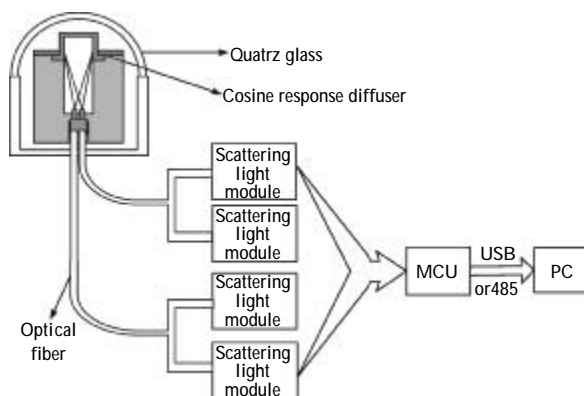 Quatrz glass
Cosine response diffuser
Scattering
light
module
Scattering
light
module
Scattering
light
module
Scattering
light
module
MCU
USB
or485
PC
Optical
fiber